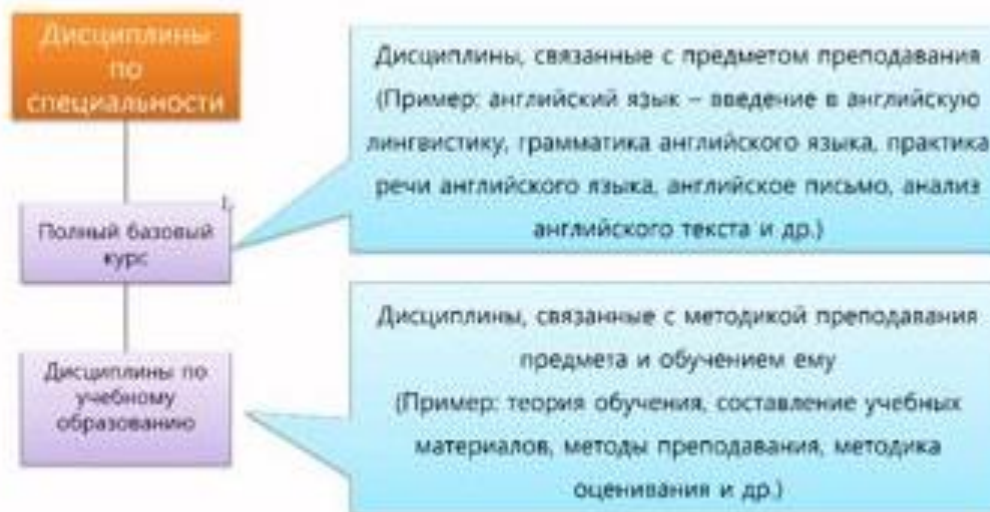 Дисциплины
по
специальности
Полный базовый
курс
Дисциплины по
учебному
образованию
Дисциплины, связанные с предметом преподавания
(Пример: английский язык – введение в английскую
лингвистику, грамматика английского языка, практика
речи английского языка, английское письмо, анализ
английского текста и др.)
Дисциплины, связанные с методикой преподавания
предмета и обучением ему
(Пример: теория обучения, составление учебных
материалов, методы преподавания, методика
оценивания и др.)